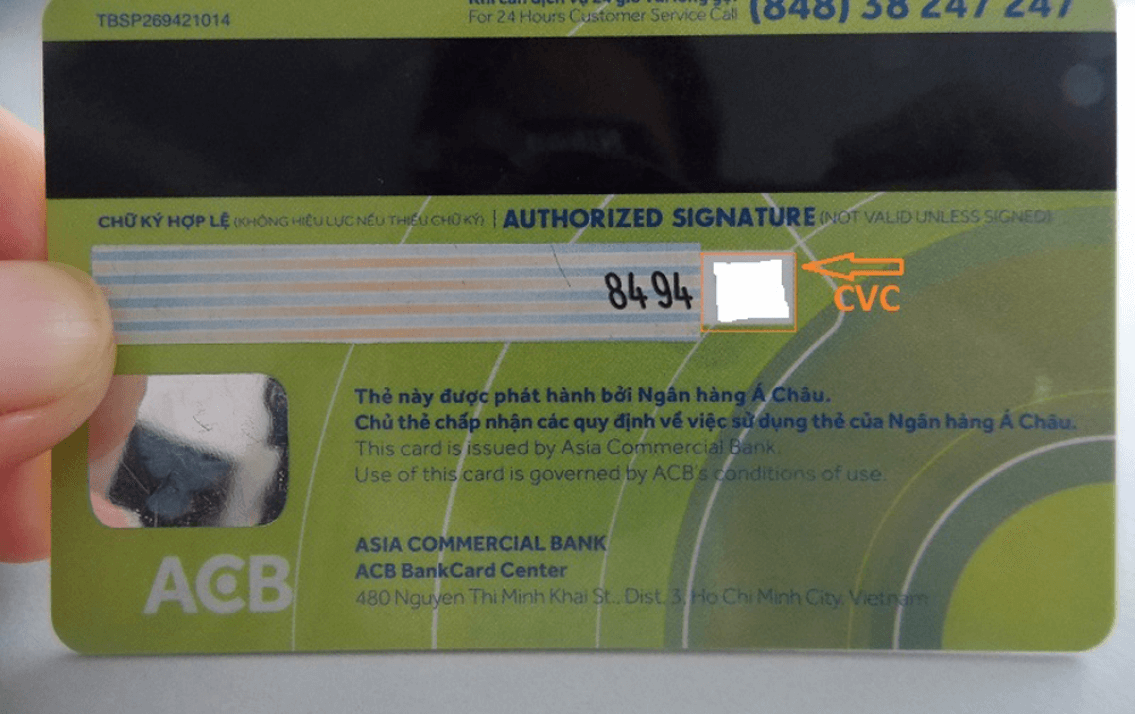 TBSP269421014
For 24 Hours Customer Service Call (848) 38 247 247
CHỮ KÝ HỢP LỆ (KHÔNG HIỆU LỰC NẾU THIẾU CHỮ KÝ) | AUTHORIZED SIGNATURE (NOT VALID UNLESS SIGNED)
8494
CVC
Thẻ này được phát hành bởi Ngân hàng Á Châu.
Chủ thẻ chấp nhận các quy định về việc sử dụng thẻ của Ngân hàng Á Châu.
This card is issued by Asia Commercial Bank.
Use of this card is governed by ACB's conditions of use.
ACB
ASIA COMMERCIAL BANK
ACB BankCard Center
480 Nguyen Thi Minh Khai St., Dist. 3, Ho Chi Minh City, Vietnam